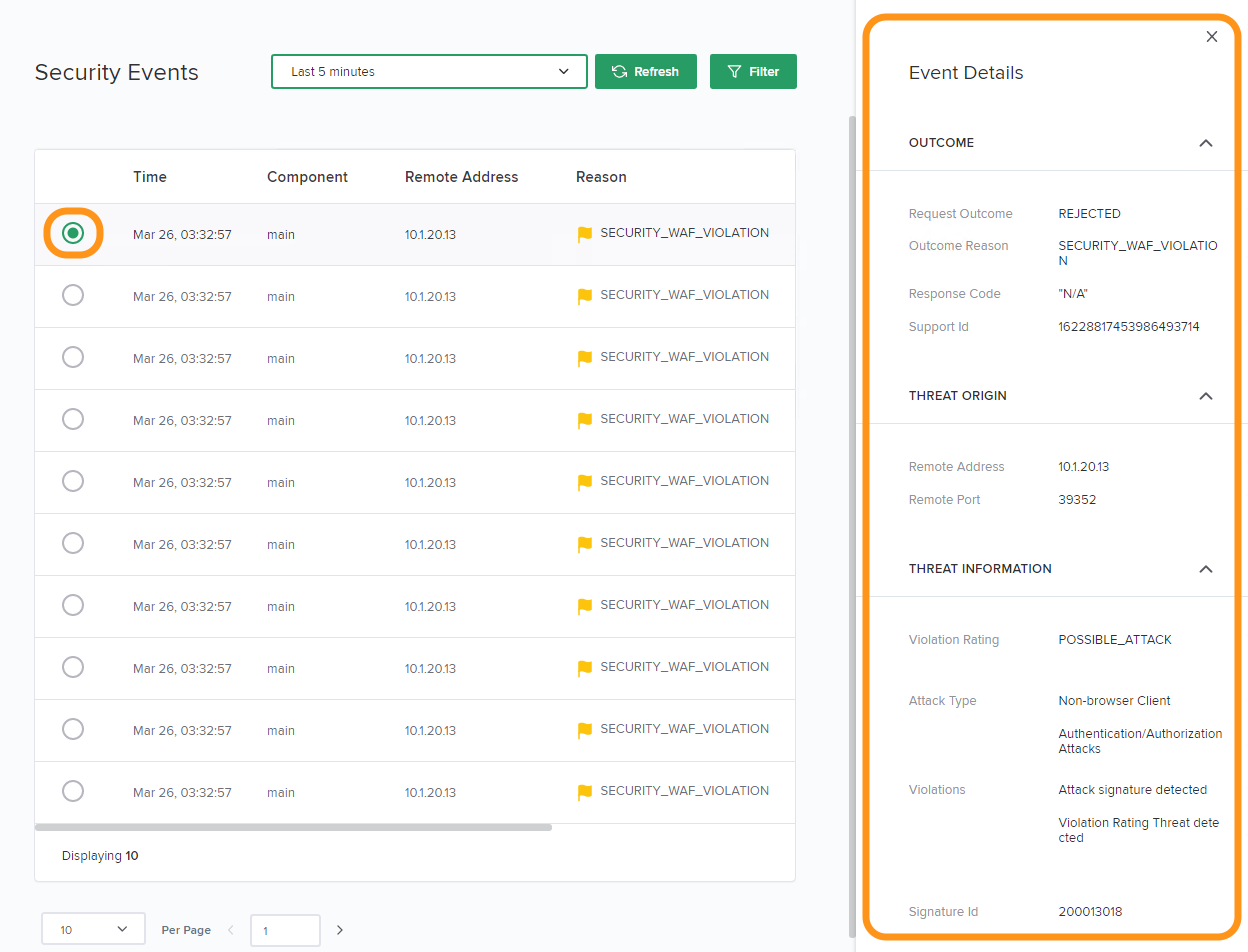 Security Events
Last 5 minutes
Refresh
Filter
Time Component Remote Address Reason
Mar 26, 03:32:57 main 10.1.20.13 SECURITY_WAF_VIOLATION
Mar 26, 03:32:57 main 10.1.20.13 SECURITY_WAF_VIOLATION
Mar 26, 03:32:57 main 10.1.20.13 SECURITY_WAF_VIOLATION
Mar 26, 03:32:57 main 10.1.20.13 SECURITY_WAF_VIOLATION
Mar 26, 03:32:57 main 10.1.20.13 SECURITY_WAF_VIOLATION
Mar 26, 03:32:57 main 10.1.20.13 SECURITY_WAF_VIOLATION
Mar 26, 03:32:57 main 10.1.20.13 SECURITY_WAF_VIOLATION
Mar 26, 03:32:57 main 10.1.20.13 SECURITY_WAF_VIOLATION
Mar 26, 03:32:57 main 10.1.20.13 SECURITY_WAF_VIOLATION
Mar 26, 03:32:57 main 10.1.20.13 SECURITY_WAF_VIOLATION
Displaying 10
10 Per Page 1
Event Details
OUTCOME
Request Outcome REJECTED
Outcome Reason SECURITY_WAF_VIOLATIO
N
Response Code "N/A"
Support Id 16228817453986493714
THREAT ORIGIN
Remote Address 10.1.20.13
Remote Port 39352
THREAT INFORMATION
Violation Rating POSSIBLE_ATTACK
Attack Type Non-browser Client
Authentication/Authorization
Attacks
Violations Attack signature detected
Violation Rating Threat dete
cted
Signature Id 200013018